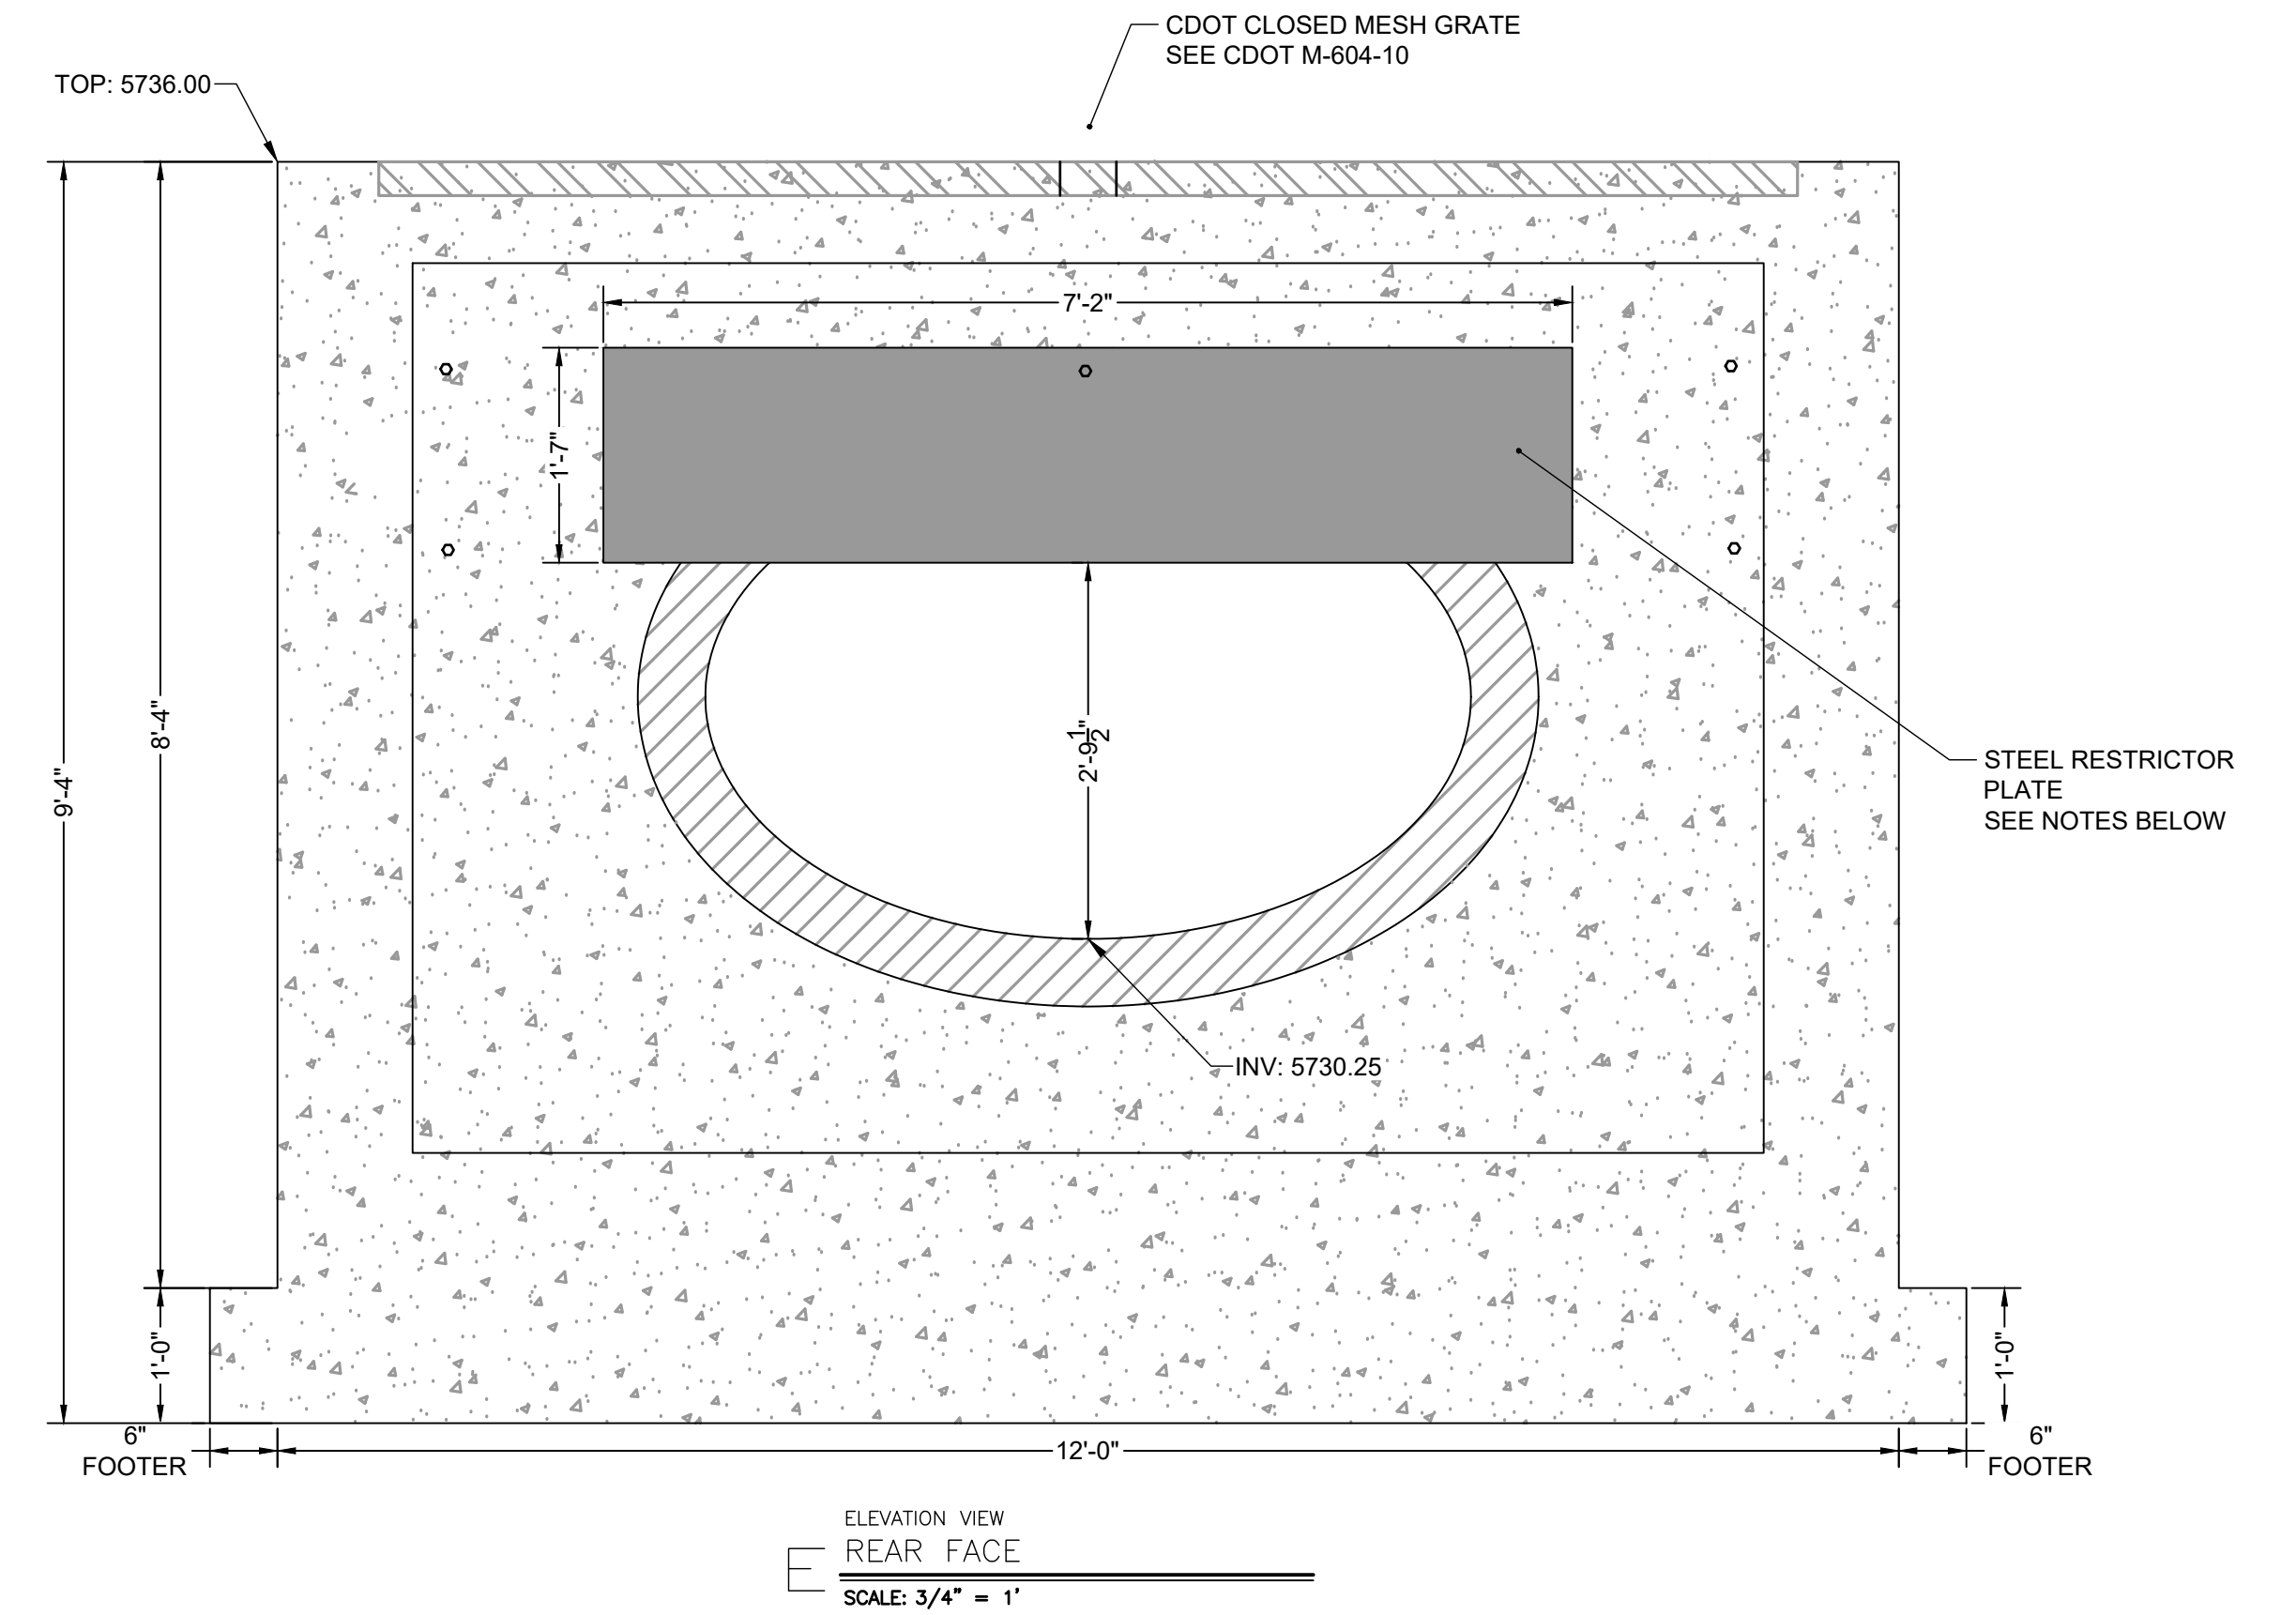 CDOT CLOSED MESH GRATE
SEE CDOT M-604-10
TOP: 5736.00
7'-2"
1'-7"
8'-4"
9'-4"
2'-9 1/2"
STEEL RESTRICTOR
PLATE
SEE NOTES BELOW
INV: 5730.25
1'-0"
1'-0"
6"
FOOTER
12'-0"
6"
FOOTER
E
ELEVATION VIEW
REAR FACE
SCALE: 3/4" = 1'